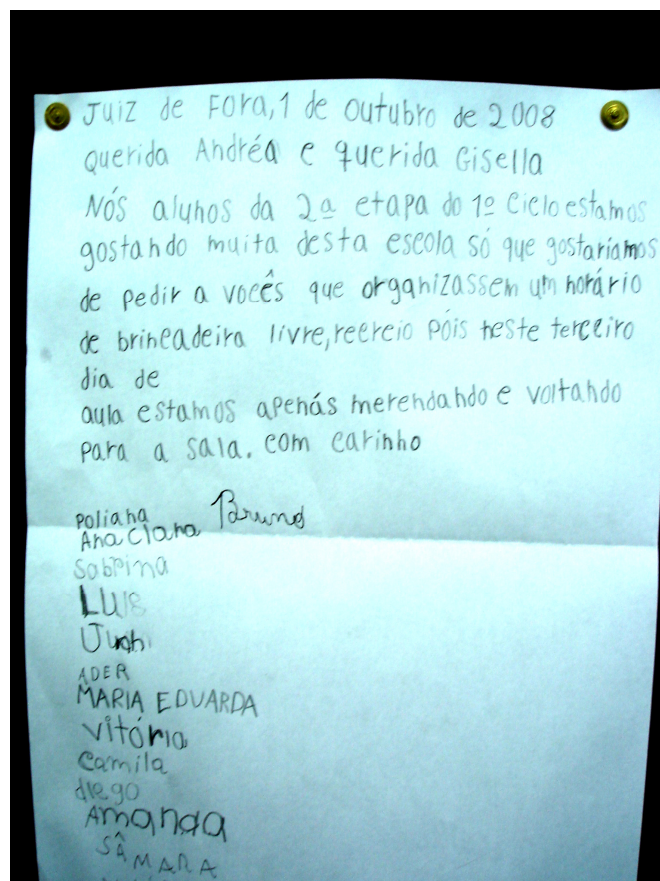 Juiz de Fora, 1 de outubro de 2008
querida Andréa e querida Gisella
Nós alunos da 2ª etapa do 1º ciclo estamos
gostando muita desta escola só que gostaríamos
de pedir a vocês que organizassem um horário
de brincadeira livre, recreio póis neste terceiro
dia de
aula estamos apenás merendando e voltando
para a sala. com carinho
poliana Bruno
Ana Clara
Sabrina
LUIS
ADER
MARIA EDUARDA
vitória
camila
diego
Amanda
SÂMARA